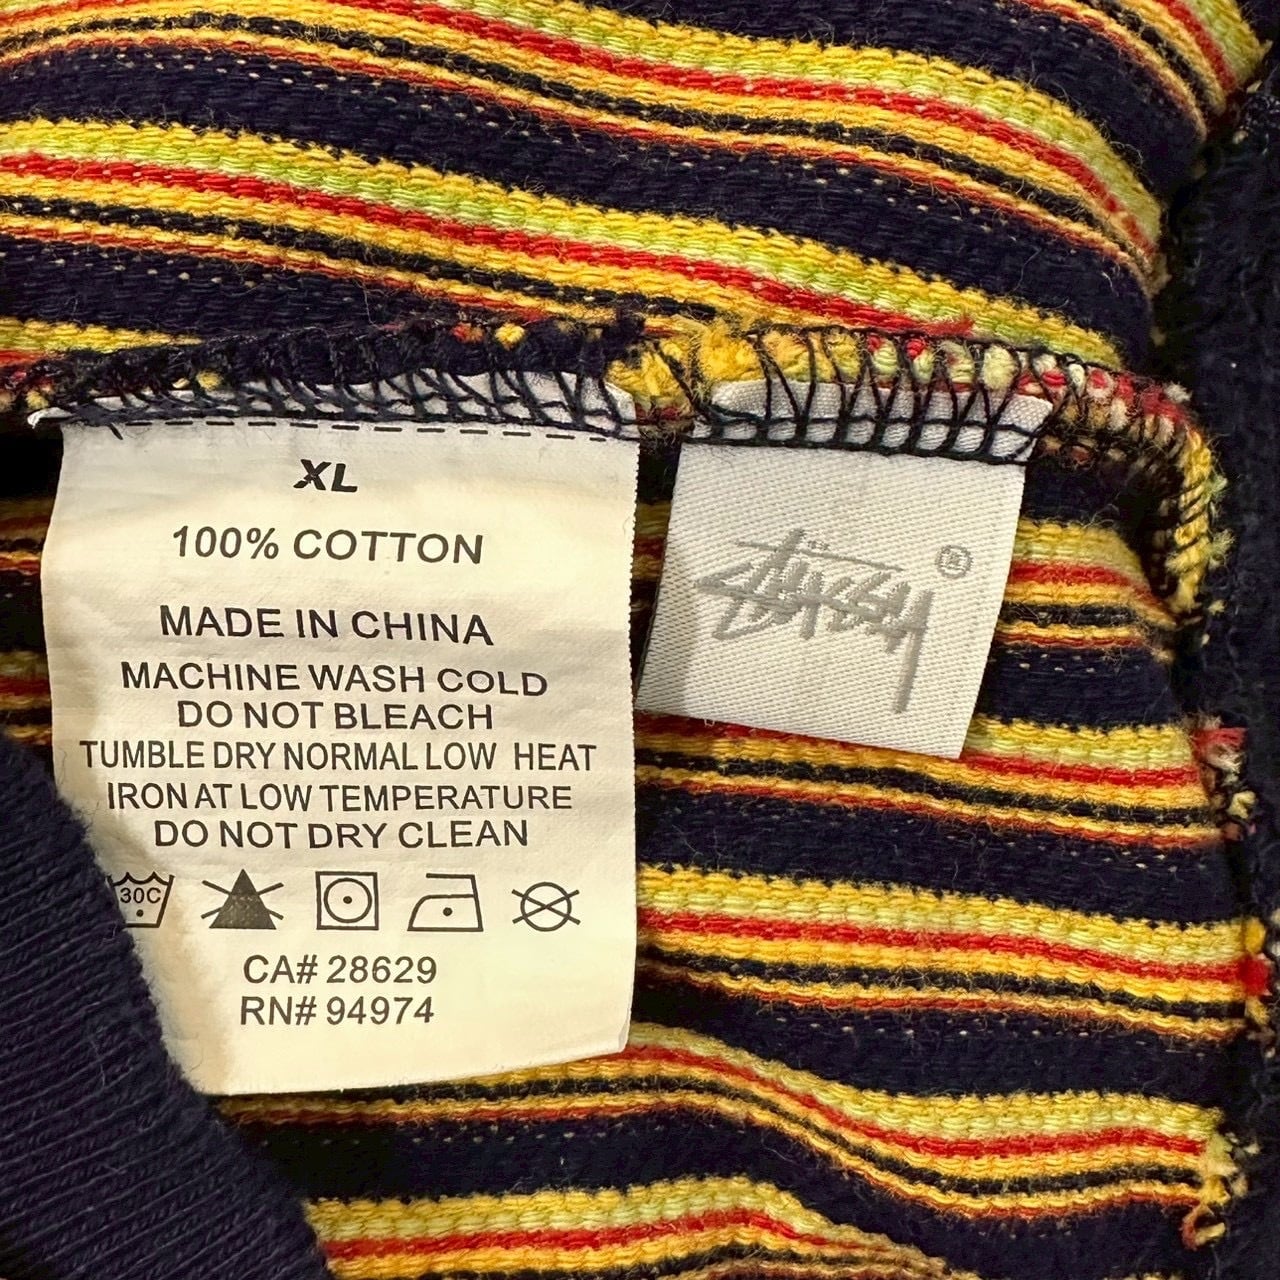 XL
100% COTTON
MADE IN CHINA
MACHINE WASH COLD
DO NOT BLEACH
TUMBLE DRY NORMAL LOW HEAT
IRON AT LOW TEMPERATURE
DO NOT DRY CLEAN
30C
CA# 28629
RN# 94974
Stüssy ®